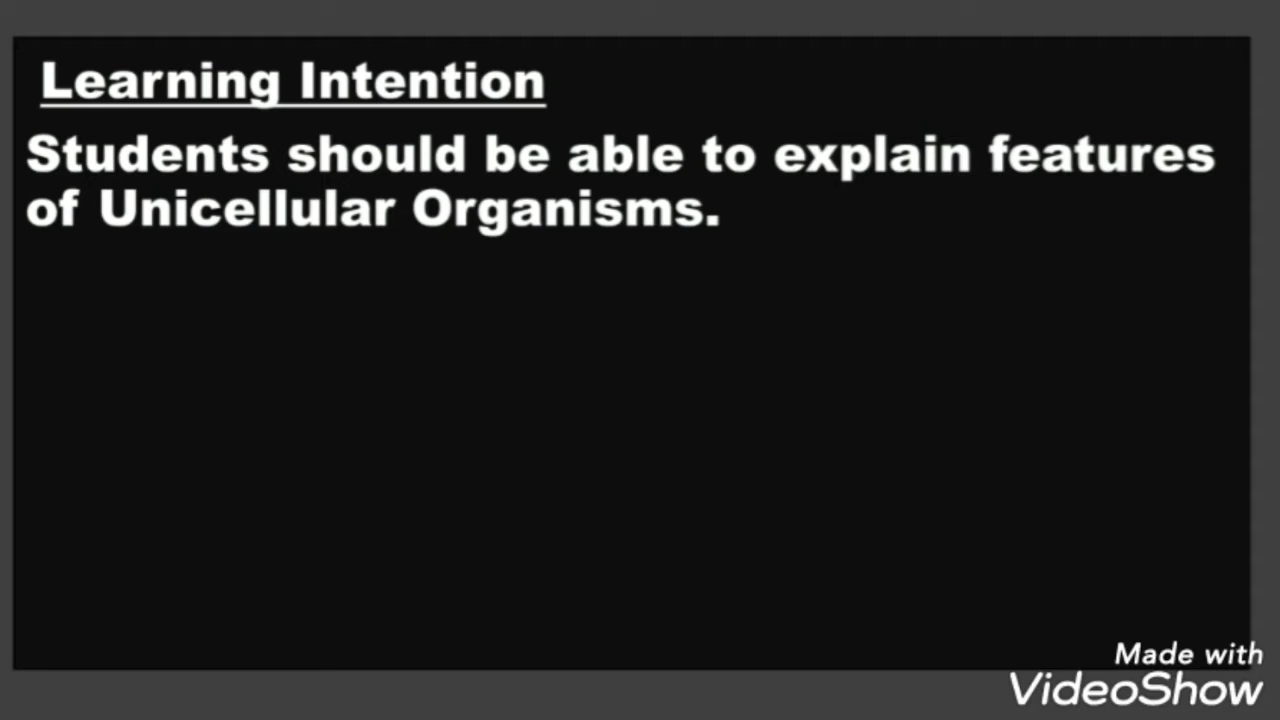 Learning Intention
Students should be able to explain features
of Unicellular Organisms.
Made with
VideoShow